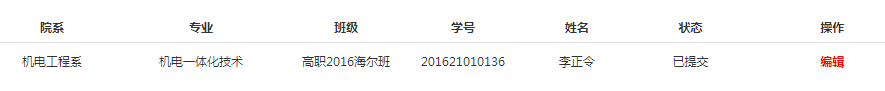 院系 专业 班级 学号 姓名 状态 操作
机电工程系 机电一体化技术 高职2016海尔班 201621010136 李正令 已提交 编辑